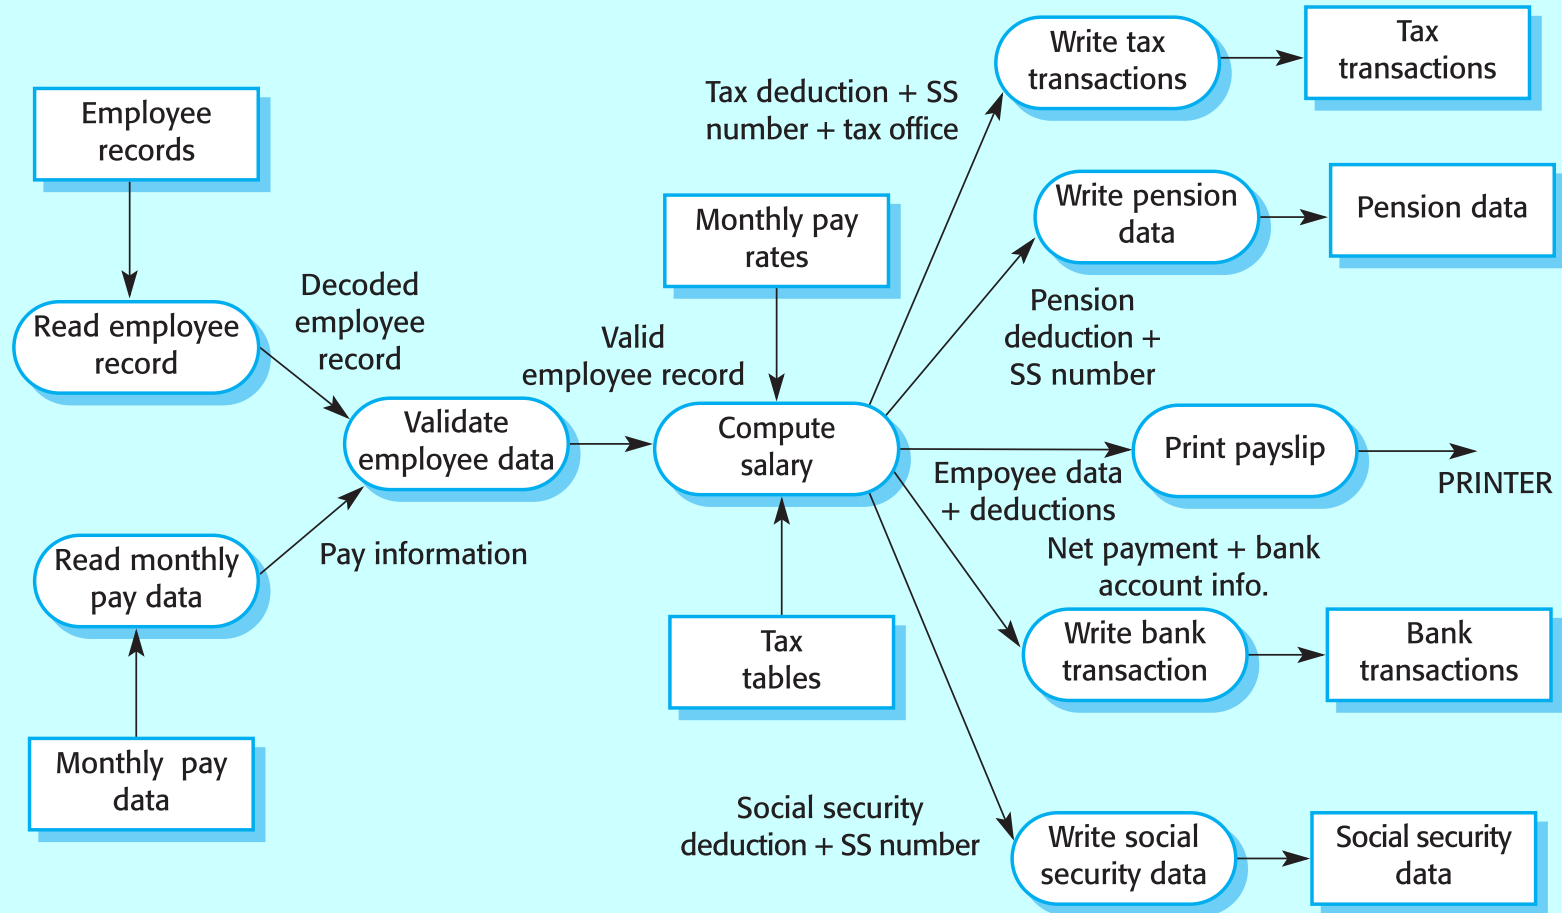 Employee
records
Read employee
record
Decoded
employee
record
Validate
employee data
Pay information
Read monthly
pay data
Monthly pay
data
Valid
employee record
Monthly pay
rates
Compute
salary
Tax
tables
Tax deduction + SS
number + tax office
Write tax
transactions
Tax
transactions
Write pension
data
Pension data
Pension
deduction +
SS number
Print payslip
PRINTER
Empoyee data
+ deductions
Net payment + bank
account info.
Write bank
transaction
Bank
transactions
Social security
deduction + SS number
Write social
security data
Social security
data